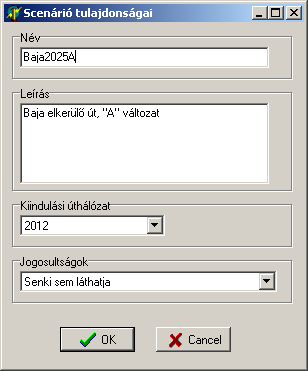 Scenárió tulajdonságai
Név
Baja2025A
Leírás
Baja elkerülő út, "A" változat
Kiindulási úthálózat
2012
Jogosultságok
Senki sem láthatja
OK
Cancel